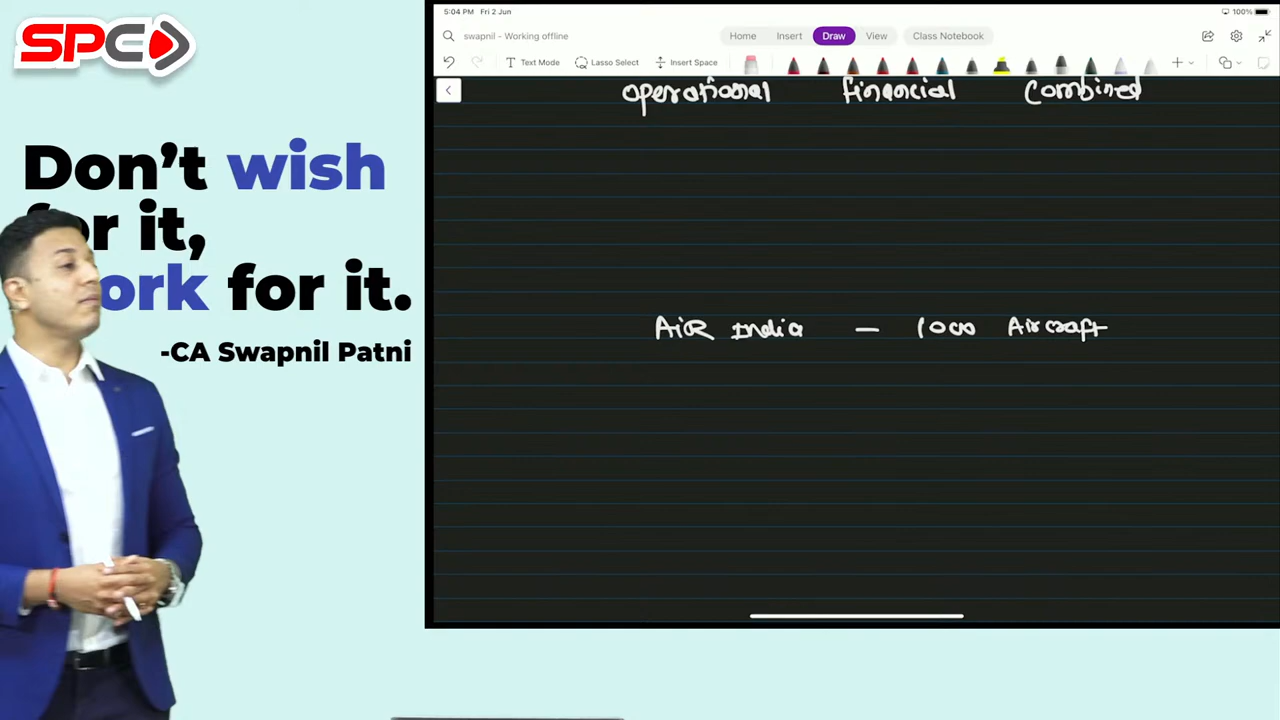 SPC
Don't wish
for it,
work for it.
-CA Swapnil Patni
5:04 PM Fri 2 Jun
100%
swapnil - Working offline
Home Insert Draw View Class Notebook
Text Mode Lasso Select Insert Space
operational financial combined
AiR India — 1000 Aircraft